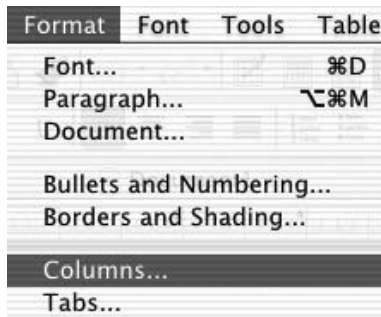 Format Font Tools Table
Font... ⌘D
Paragraph... ⌥⌘M
Document...
Bullets and Numbering...
Borders and Shading...
Columns...
Tabs...